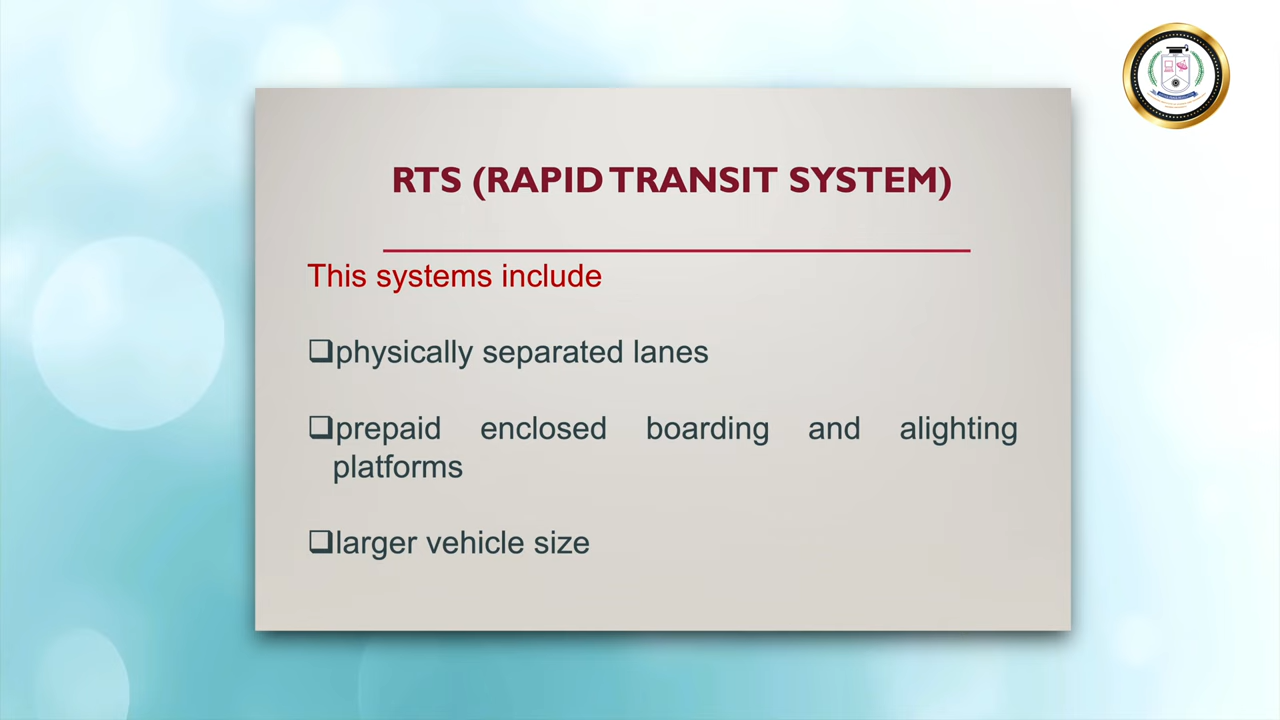 RTS (RAPID TRANSIT SYSTEM)
This systems include
❑physically separated lanes
❑prepaid enclosed boarding and alighting
platforms
❑larger vehicle size